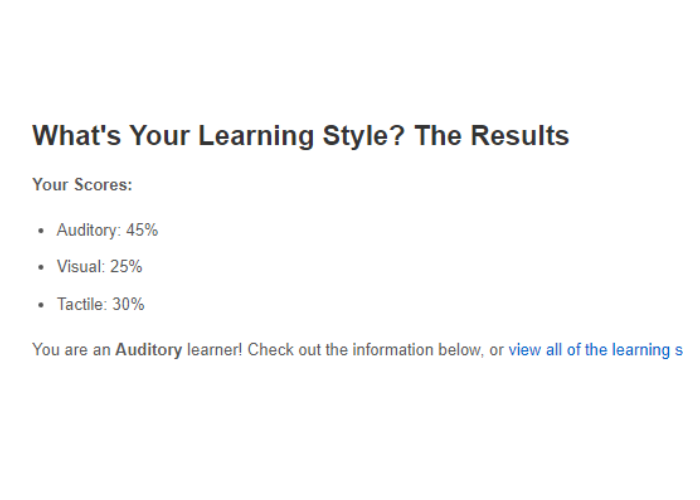 What's Your Learning Style? The Results
Your Scores:
• Auditory: 45%
• Visual: 25%
• Tactile: 30%
You are an Auditory learner! Check out the information below, or view all of the learning s